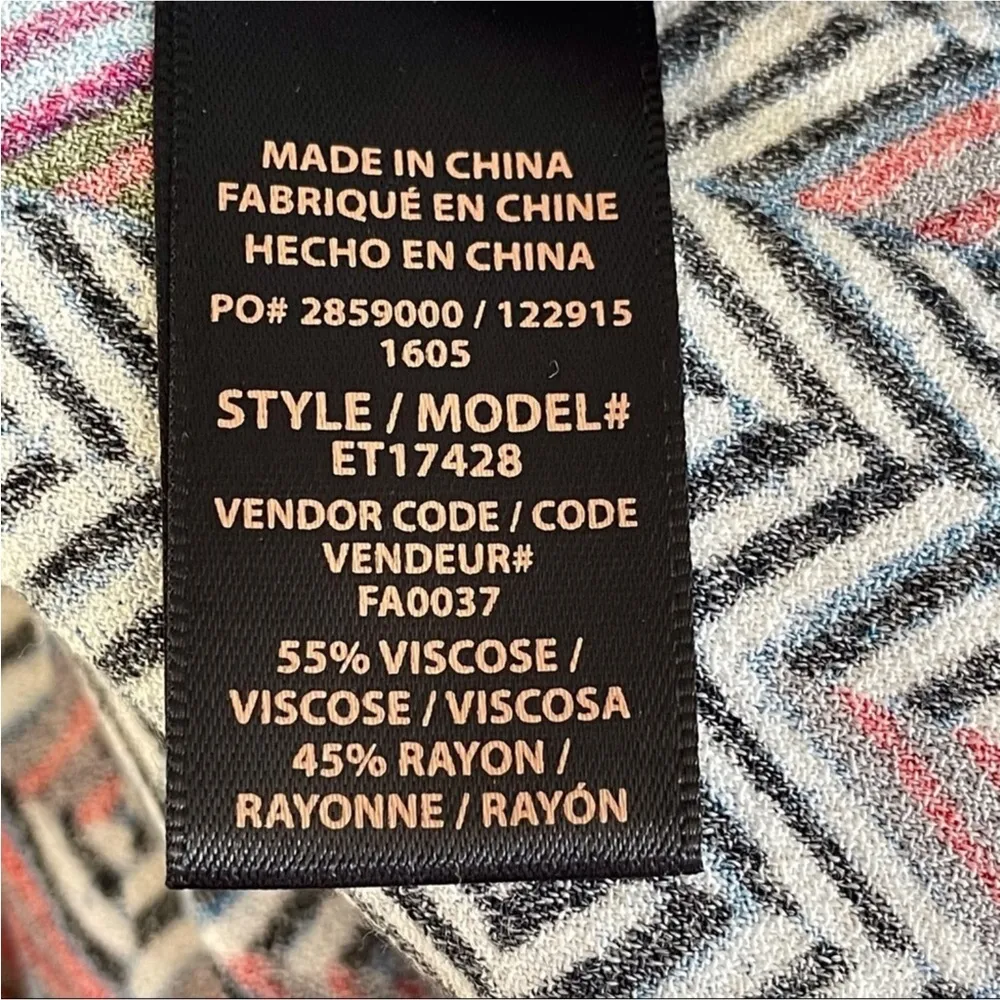 MADE IN CHINA
FABRIQUÉ EN CHINE
HECHO EN CHINA
PO# 2859000 / 122915
1605
STYLE / MODEL#
ET17428
VENDOR CODE / CODE
VENDEUR#
FA0037
55% VISCOSE /
VISCOSE / VISCOSA
45% RAYON /
RAYONNE / RAYÓN